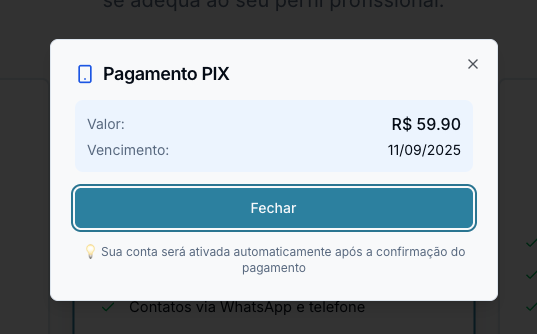 se adequa ao seu perfil profissional.
Pagamento PIX
Valor:
R$ 59.90
Vencimento:
11/09/2025
Fechar
💡 Sua conta será ativada automaticamente após a confirmação do
pagamento
Contatos via WhatsApp e telefone